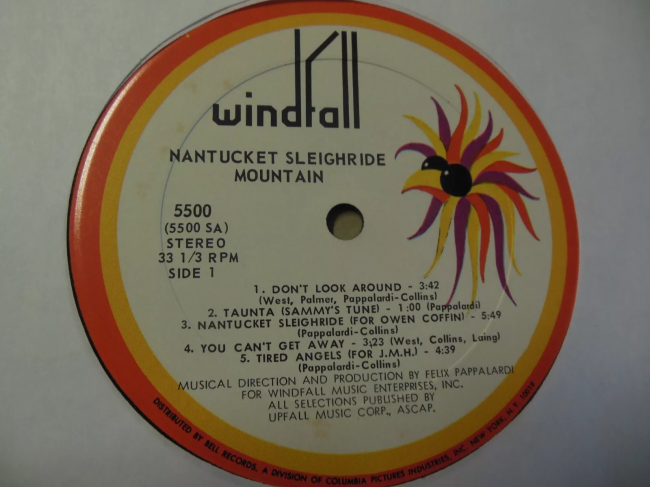 windfall
NANTUCKET SLEIGHRIDE
MOUNTAIN
5500
(5500 SA)
STEREO
33 1/3 RPM
SIDE 1
1. DON'T LOOK AROUND - 3:42
(West, Palmer, Pappalardi-Collins)
2. TAUNTA (SAMMY'S TUNE) - 1:00 (Pappalardi)
3. NANTUCKET SLEIGHRIDE (FOR OWEN COFFIN) - 5:49
(Pappalardi-Collins)
4. YOU CAN'T GET AWAY - 3:23 (West, Collins, Laing)
5. TIRED ANGELS (FOR J.M.H.) - 4:39
(Pappalardi-Collins)
MUSICAL DIRECTION AND PRODUCTION BY FELIX PAPPALARDI
FOR WINDFALL MUSIC ENTERPRISES, INC.
ALL SELECTIONS PUBLISHED BY
UPFALL MUSIC CORP., ASCAP.
DISTRIBUTED BY BELL RECORDS, A DIVISION OF COLUMBIA PICTURES INDUSTRIES, INC. NEW YORK, N.Y. 10019